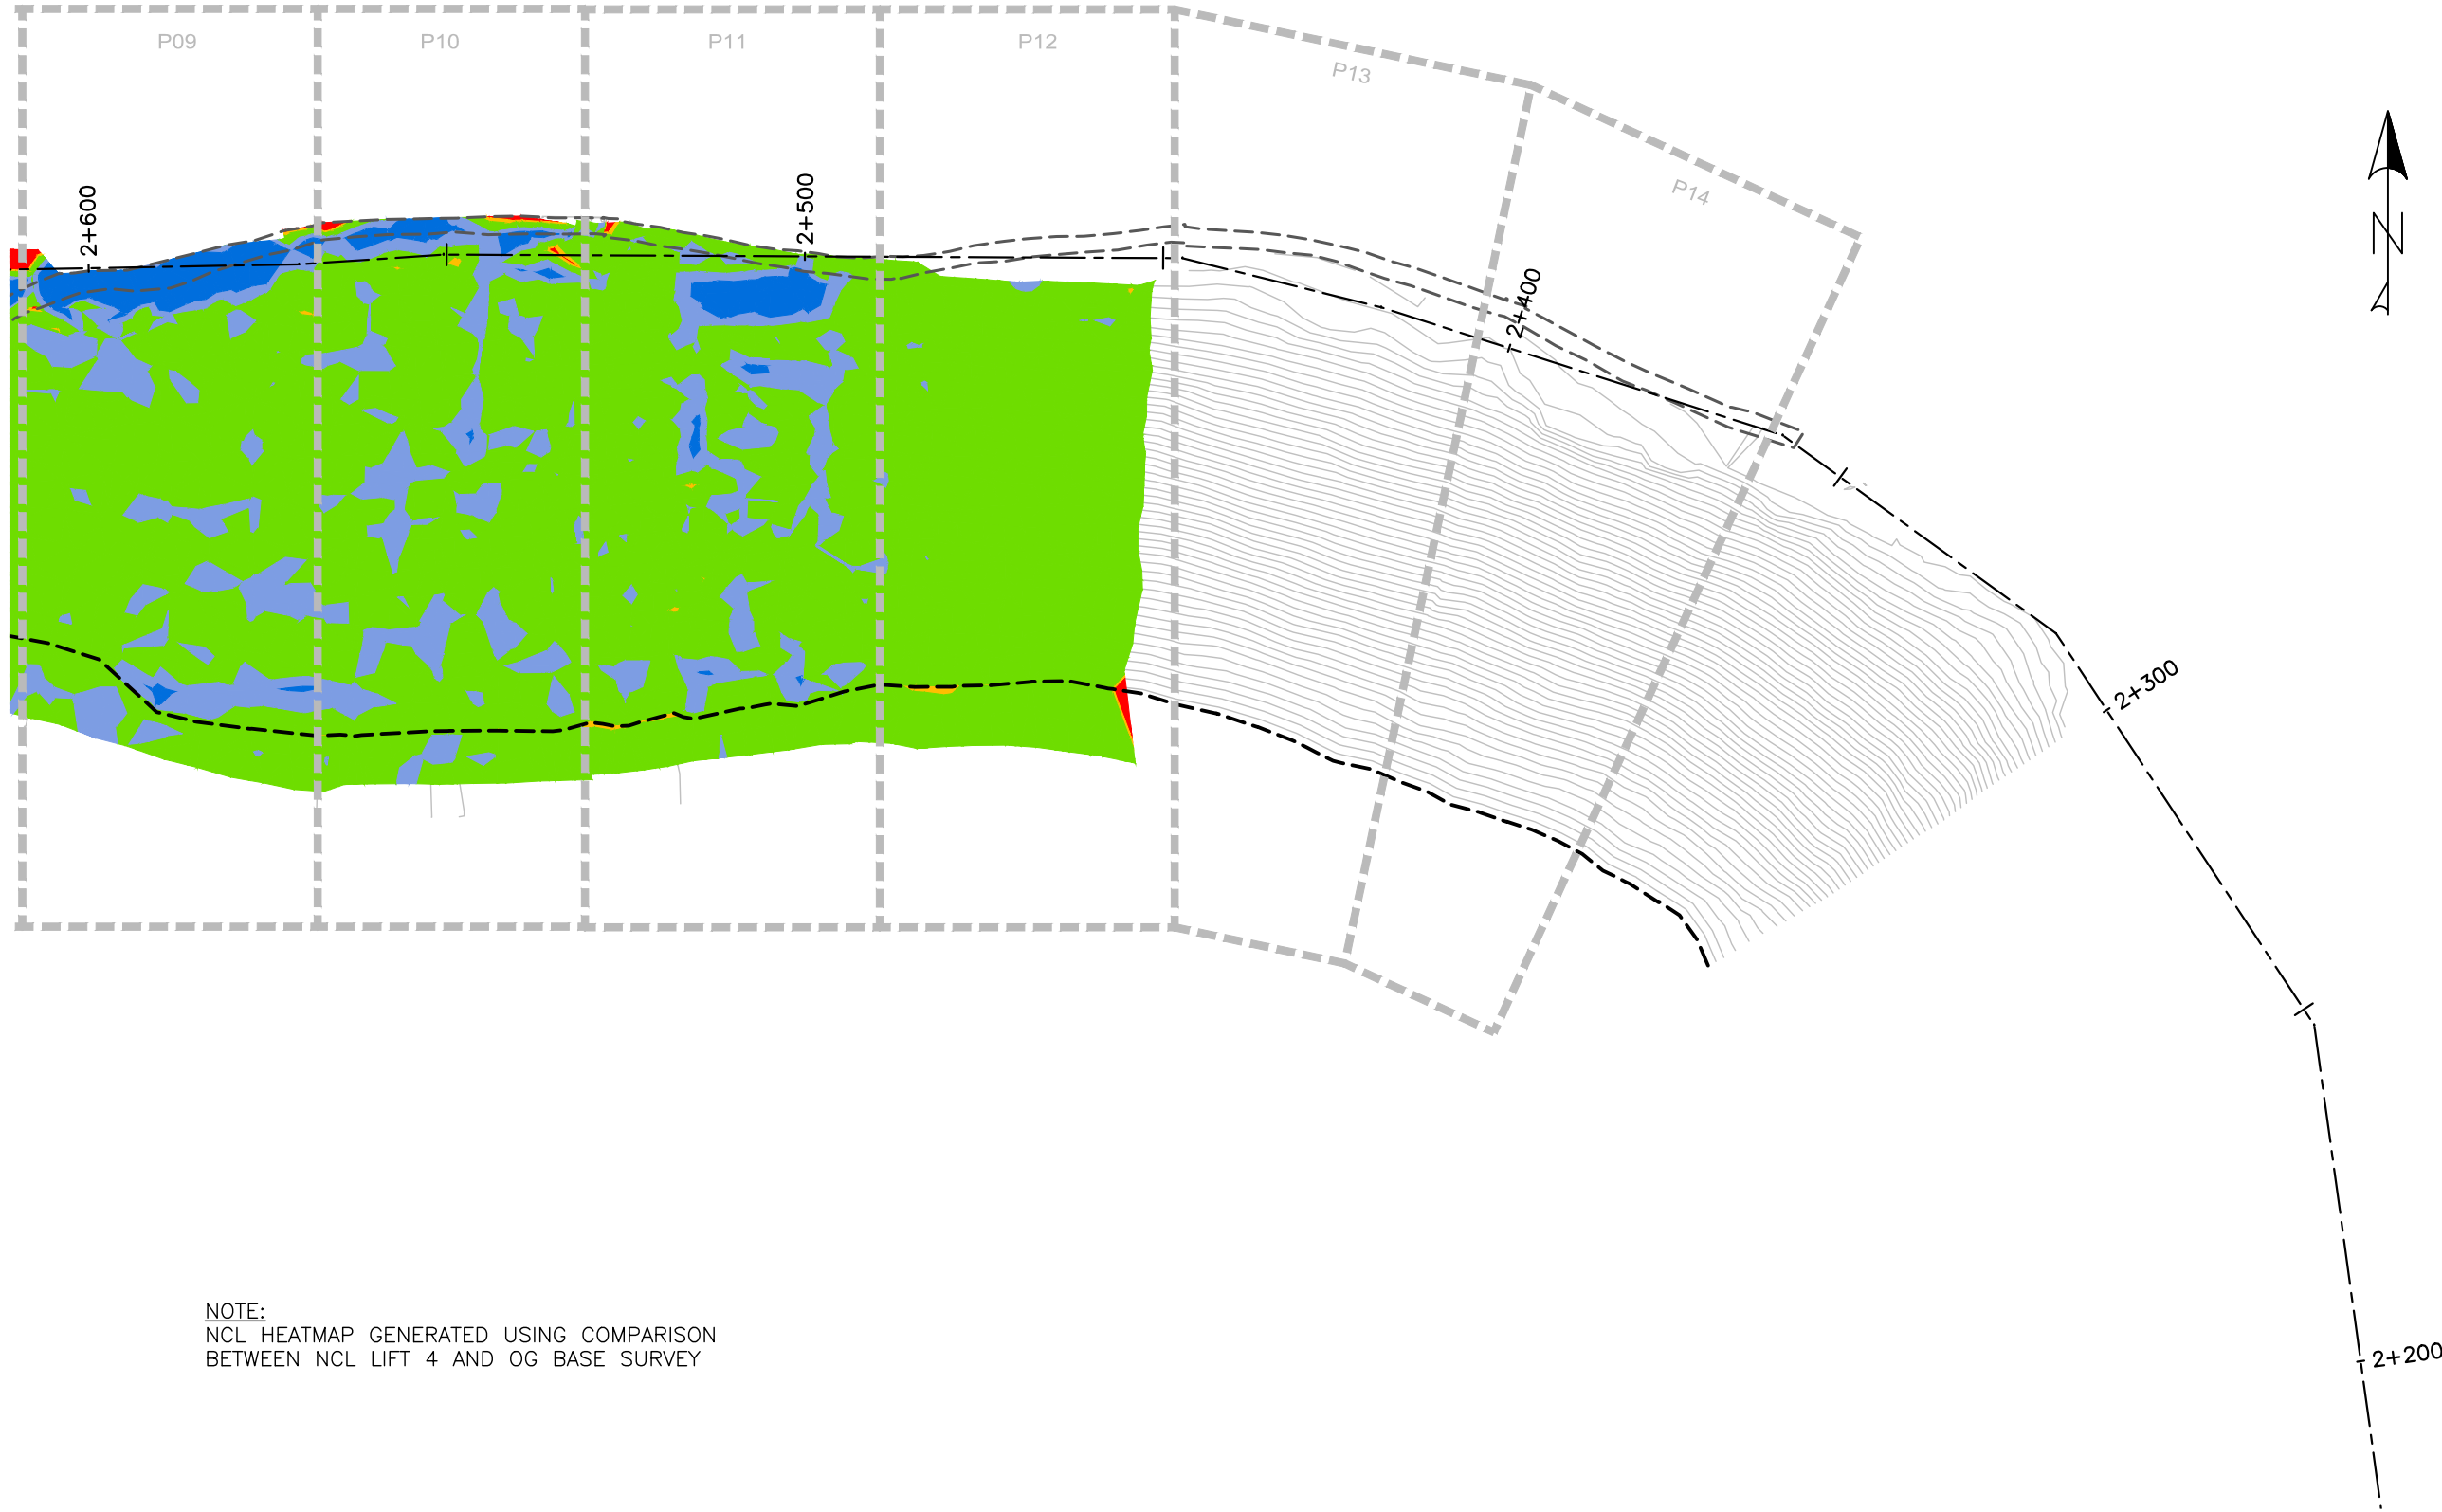 P09
P10
P11
P12
P13
P14
2+600
2+500
2+400
N
2+300
NOTE:
NCL HEATMAP GENERATED USING COMPARISON
BETWEEN NCL LIFT 4 AND OG BASE SURVEY
2+200